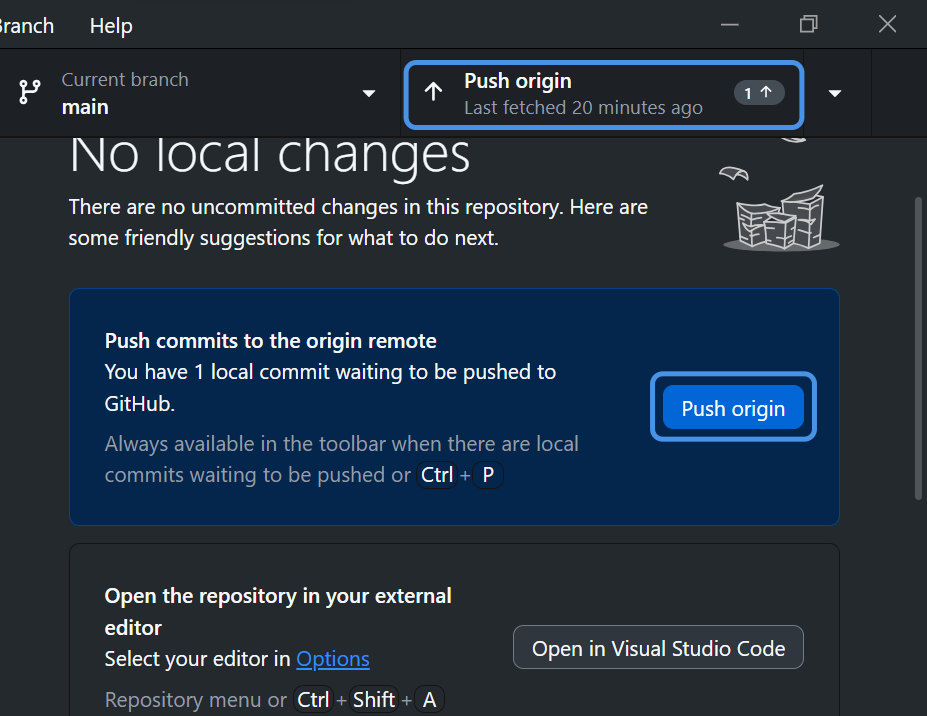 Branch Help
Current branch
main
Push origin
Last fetched 20 minutes ago
1
No local changes
There are no uncommitted changes in this repository. Here are
some friendly suggestions for what to do next.
Push commits to the origin remote
You have 1 local commit waiting to be pushed to
GitHub.
Push origin
Always available in the toolbar when there are local
commits waiting to be pushed or Ctrl + P
Open the repository in your external
editor
Select your editor in Options
Open in Visual Studio Code
Repository menu or Ctrl + Shift + A